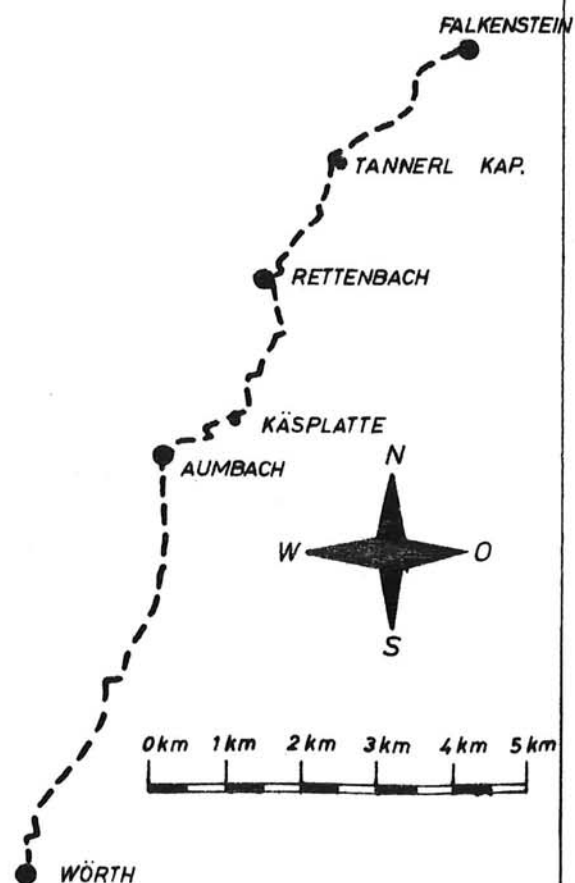 FALKENSTEIN
TANNERL KAP.
RETTENBACH
KÄSPLATTE
AUMBACH
N
W O
S
0km 1km 2km 3km 4km 5km
WÖRTH